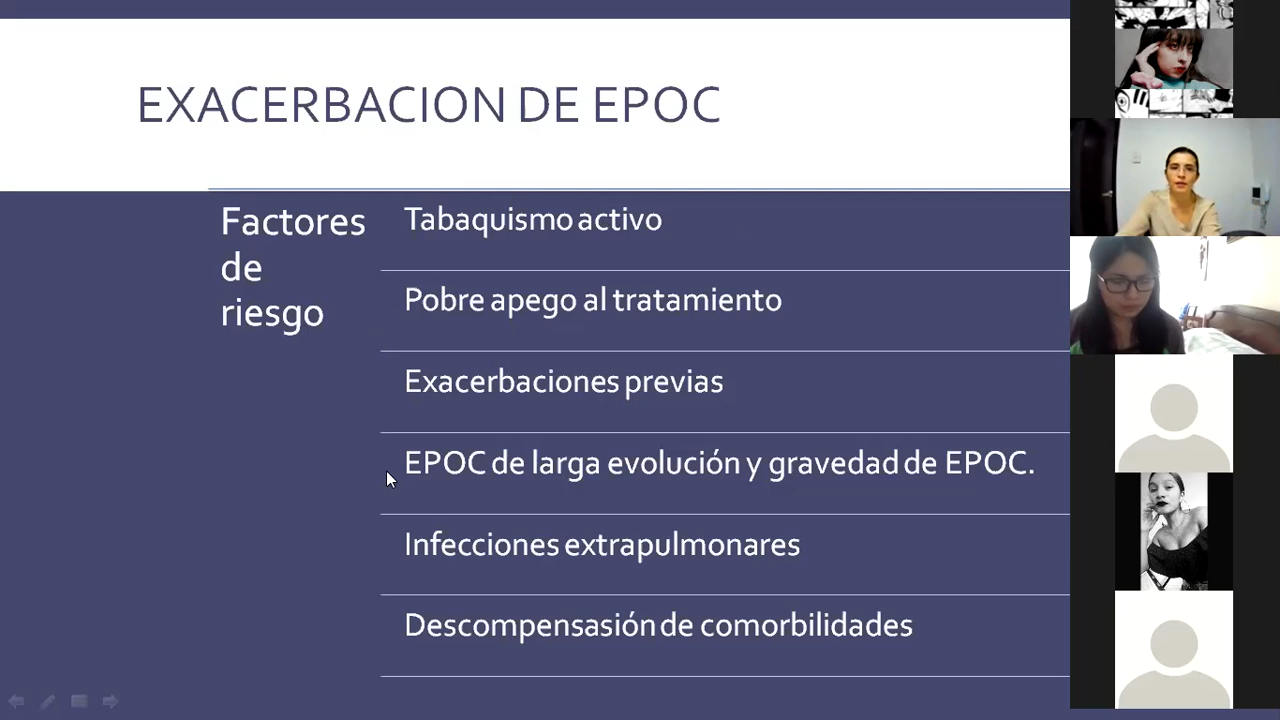 EXACERBACION DE EPOC
Factores
de
riesgo
Tabaquismo activo
Pobre apego al tratamiento
Exacerbaciones previas
EPOC de larga evolución y gravedad de EPOC.
Infecciones extrapulmonares
Descompensasión de comorbilidades